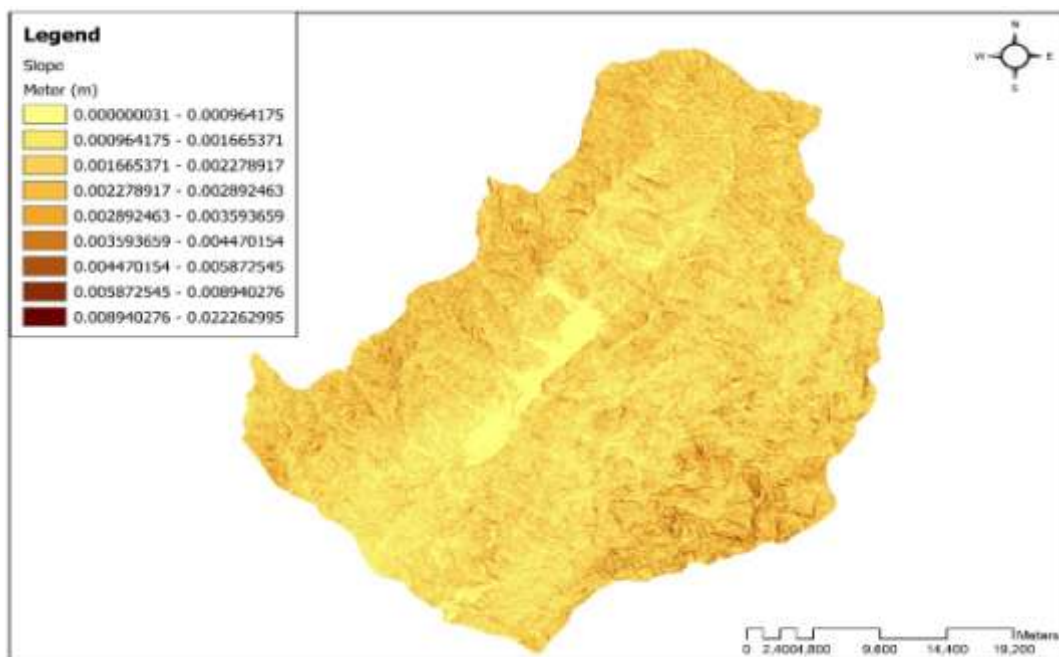 Legend
Slope
Meter (m)
0.000000031 - 0.000964175
0.000964175 - 0.001665371
0.001665371 - 0.002278917
0.002278917 - 0.002892463
0.002892463 - 0.003593659
0.003593659 - 0.004470154
0.004470154 - 0.005872545
0.005872545 - 0.008940276
0.008940276 - 0.022262995
N
W E
S
Meters
0 2,4004,800 9,600 14,400 19,200